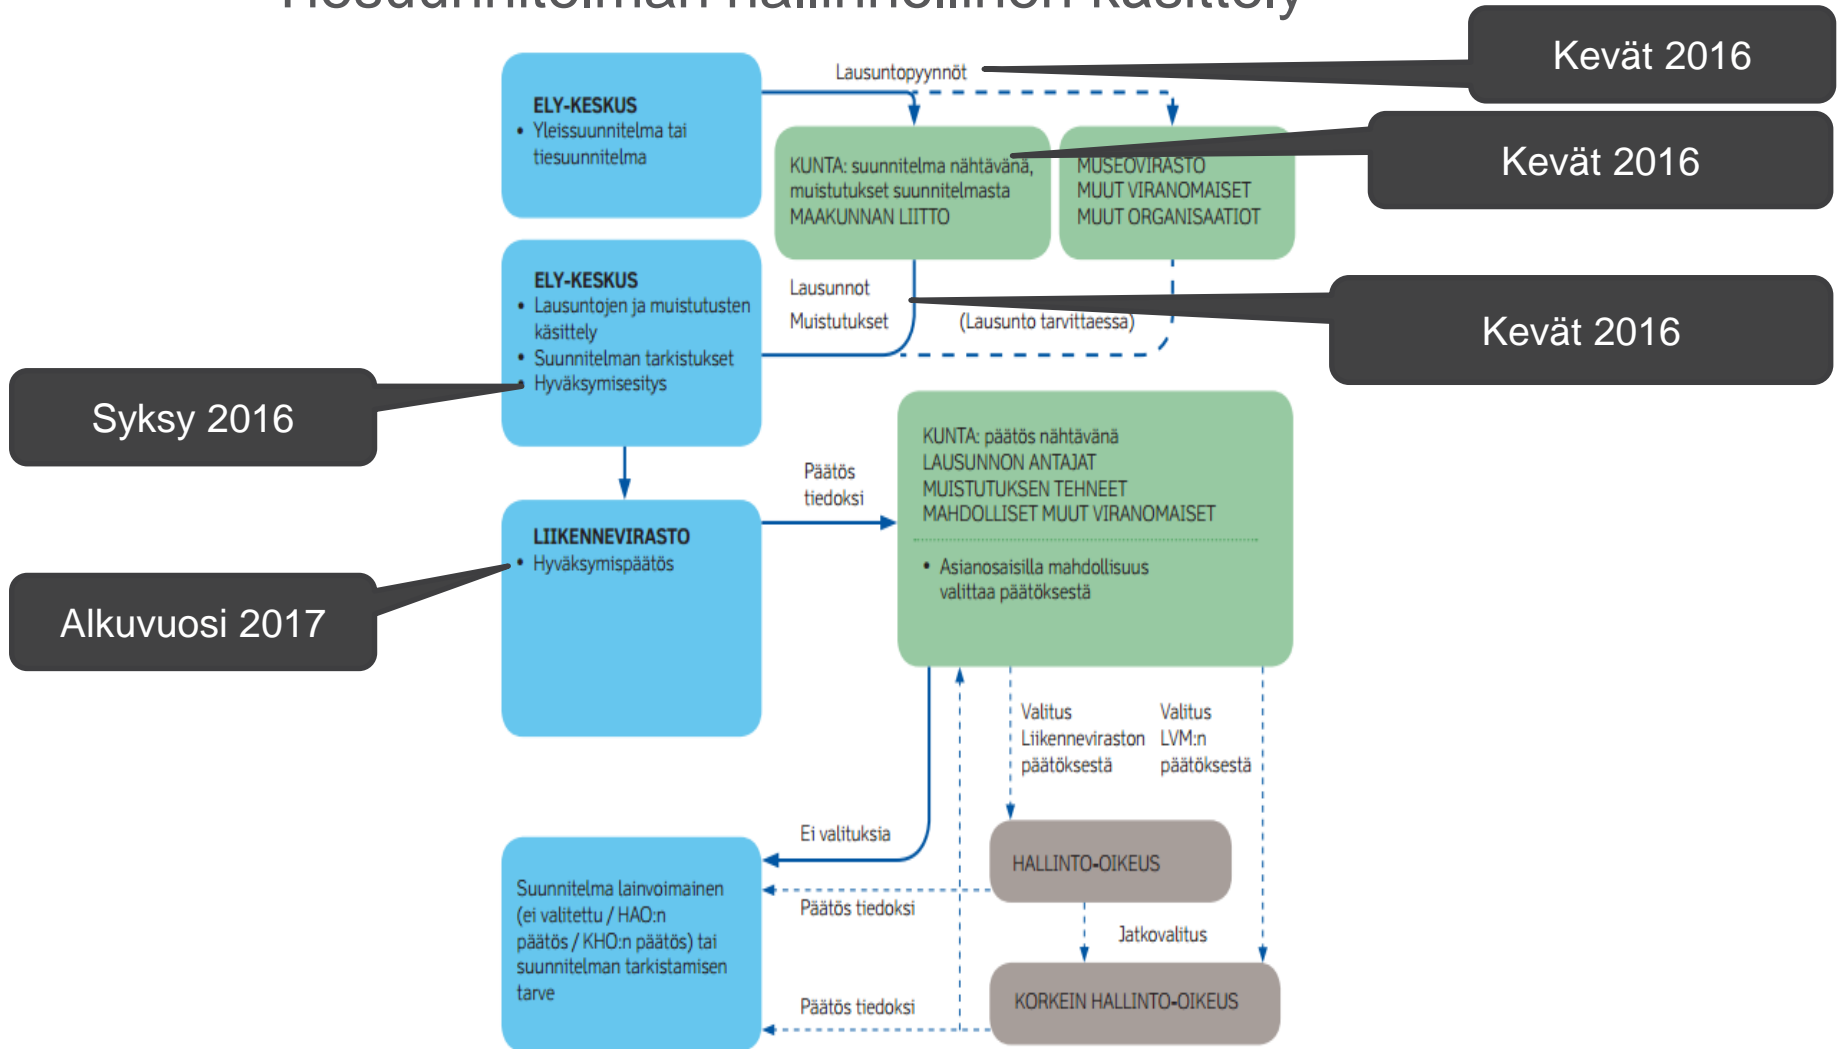 Tiesuunnitelman hallinnollinen käsittely
Kevät 2016
Lausuntopyynnöt
ELY-KESKUS
• Yleissuunnitelma tai
tiesuunnitelma
Kevät 2016
KUNTA: suunnitelma nähtävänä,
muistutukset suunnitelmasta
MAAKUNNAN LIITTO
MUSEOVIRASTO
MUUT VIRANOMAISET
MUUT ORGANISAATIOT
ELY-KESKUS
• Lausuntojen ja muistutusten
käsittely
• Suunnitelman tarkistukset
• Hyväksymisesitys
Lausunnot
Muistutukset
(Lausunto tarvittaessa)
Kevät 2016
Syksy 2016
KUNTA: päätös nähtävänä
LAUSUNNON ANTAJAT
MUISTUTUKSEN TEHNEET
MAHDOLLISET MUUT VIRANOMAISET
• Asianosaisilla mahdollisuus
valittaa päätöksestä
Päätös
tiedoksi
LIIKENNEVIRASTO
• Hyväksymispäätös
Alkuvuosi 2017
Valitus
Liikenneviraston
päätöksestä
Valitus
LVM:n
päätöksestä
Ei valituksia
HALLINTO-OIKEUS
Suunnitelma lainvoimainen
(ei valitettu / HAO:n
päätös / KHO:n päätös) tai
suunnitelman tarkistamisen
tarve
Päätös tiedoksi
Jatkovalitus
Päätös tiedoksi
KORKEIN HALLINTO-OIKEUS